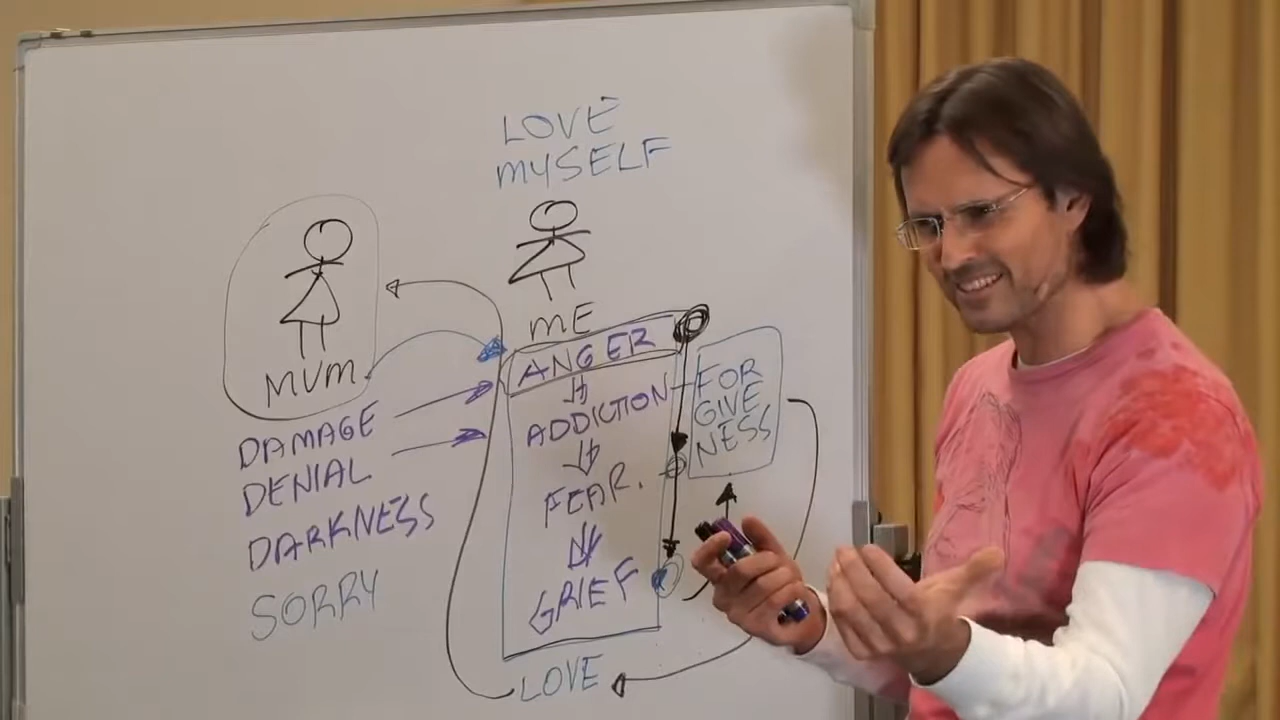 LOVE
MYSELF
MUM
ME
DAMAGE
DENIAL
DARKNESS
SORRY
ANGER
ADDICTION
FEAR.
GRIEF
FOR
GIVE
NESS
LOVE